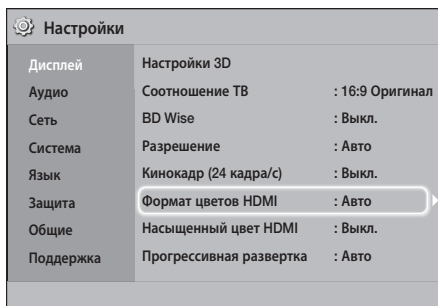 Настройки
Дисплей
Аудио
Сеть
Система
Язык
Защита
Общие
Поддержка
Настройки 3D
Соотношение ТВ : 16:9 Оригинал
BD Wise : Выкл.
Разрешение : Авто
Кинокадр (24 кадра/с) : Выкл.
Формат цветов HDMI : Авто
Насыщенный цвет HDMI : Выкл.
Прогрессивная развертка : Авто